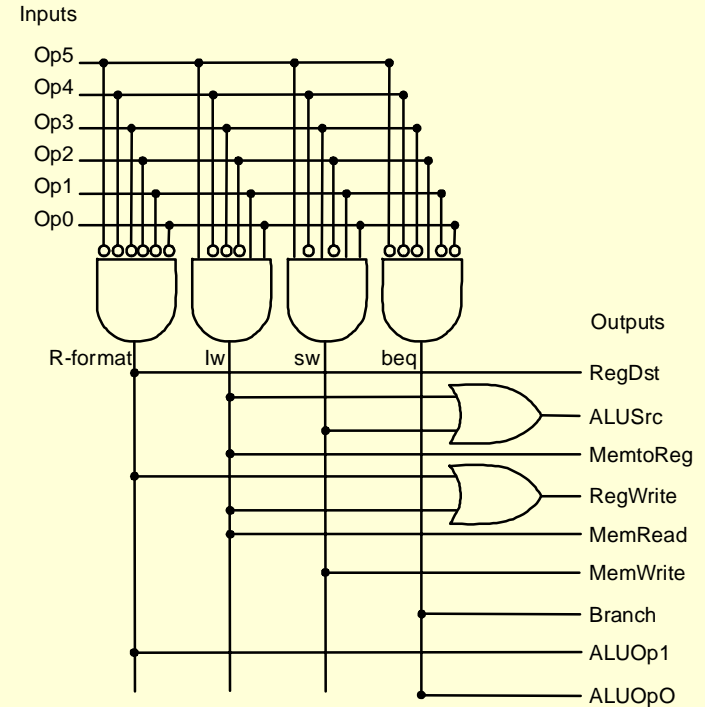 Inputs
Op5
Op4
Op3
Op2
Op1
Op0
Outputs
R-format
lw
sw
beq
RegDst
ALUSrc
MemtoReg
RegWrite
MemRead
MemWrite
Branch
ALUOp1
ALUOpO